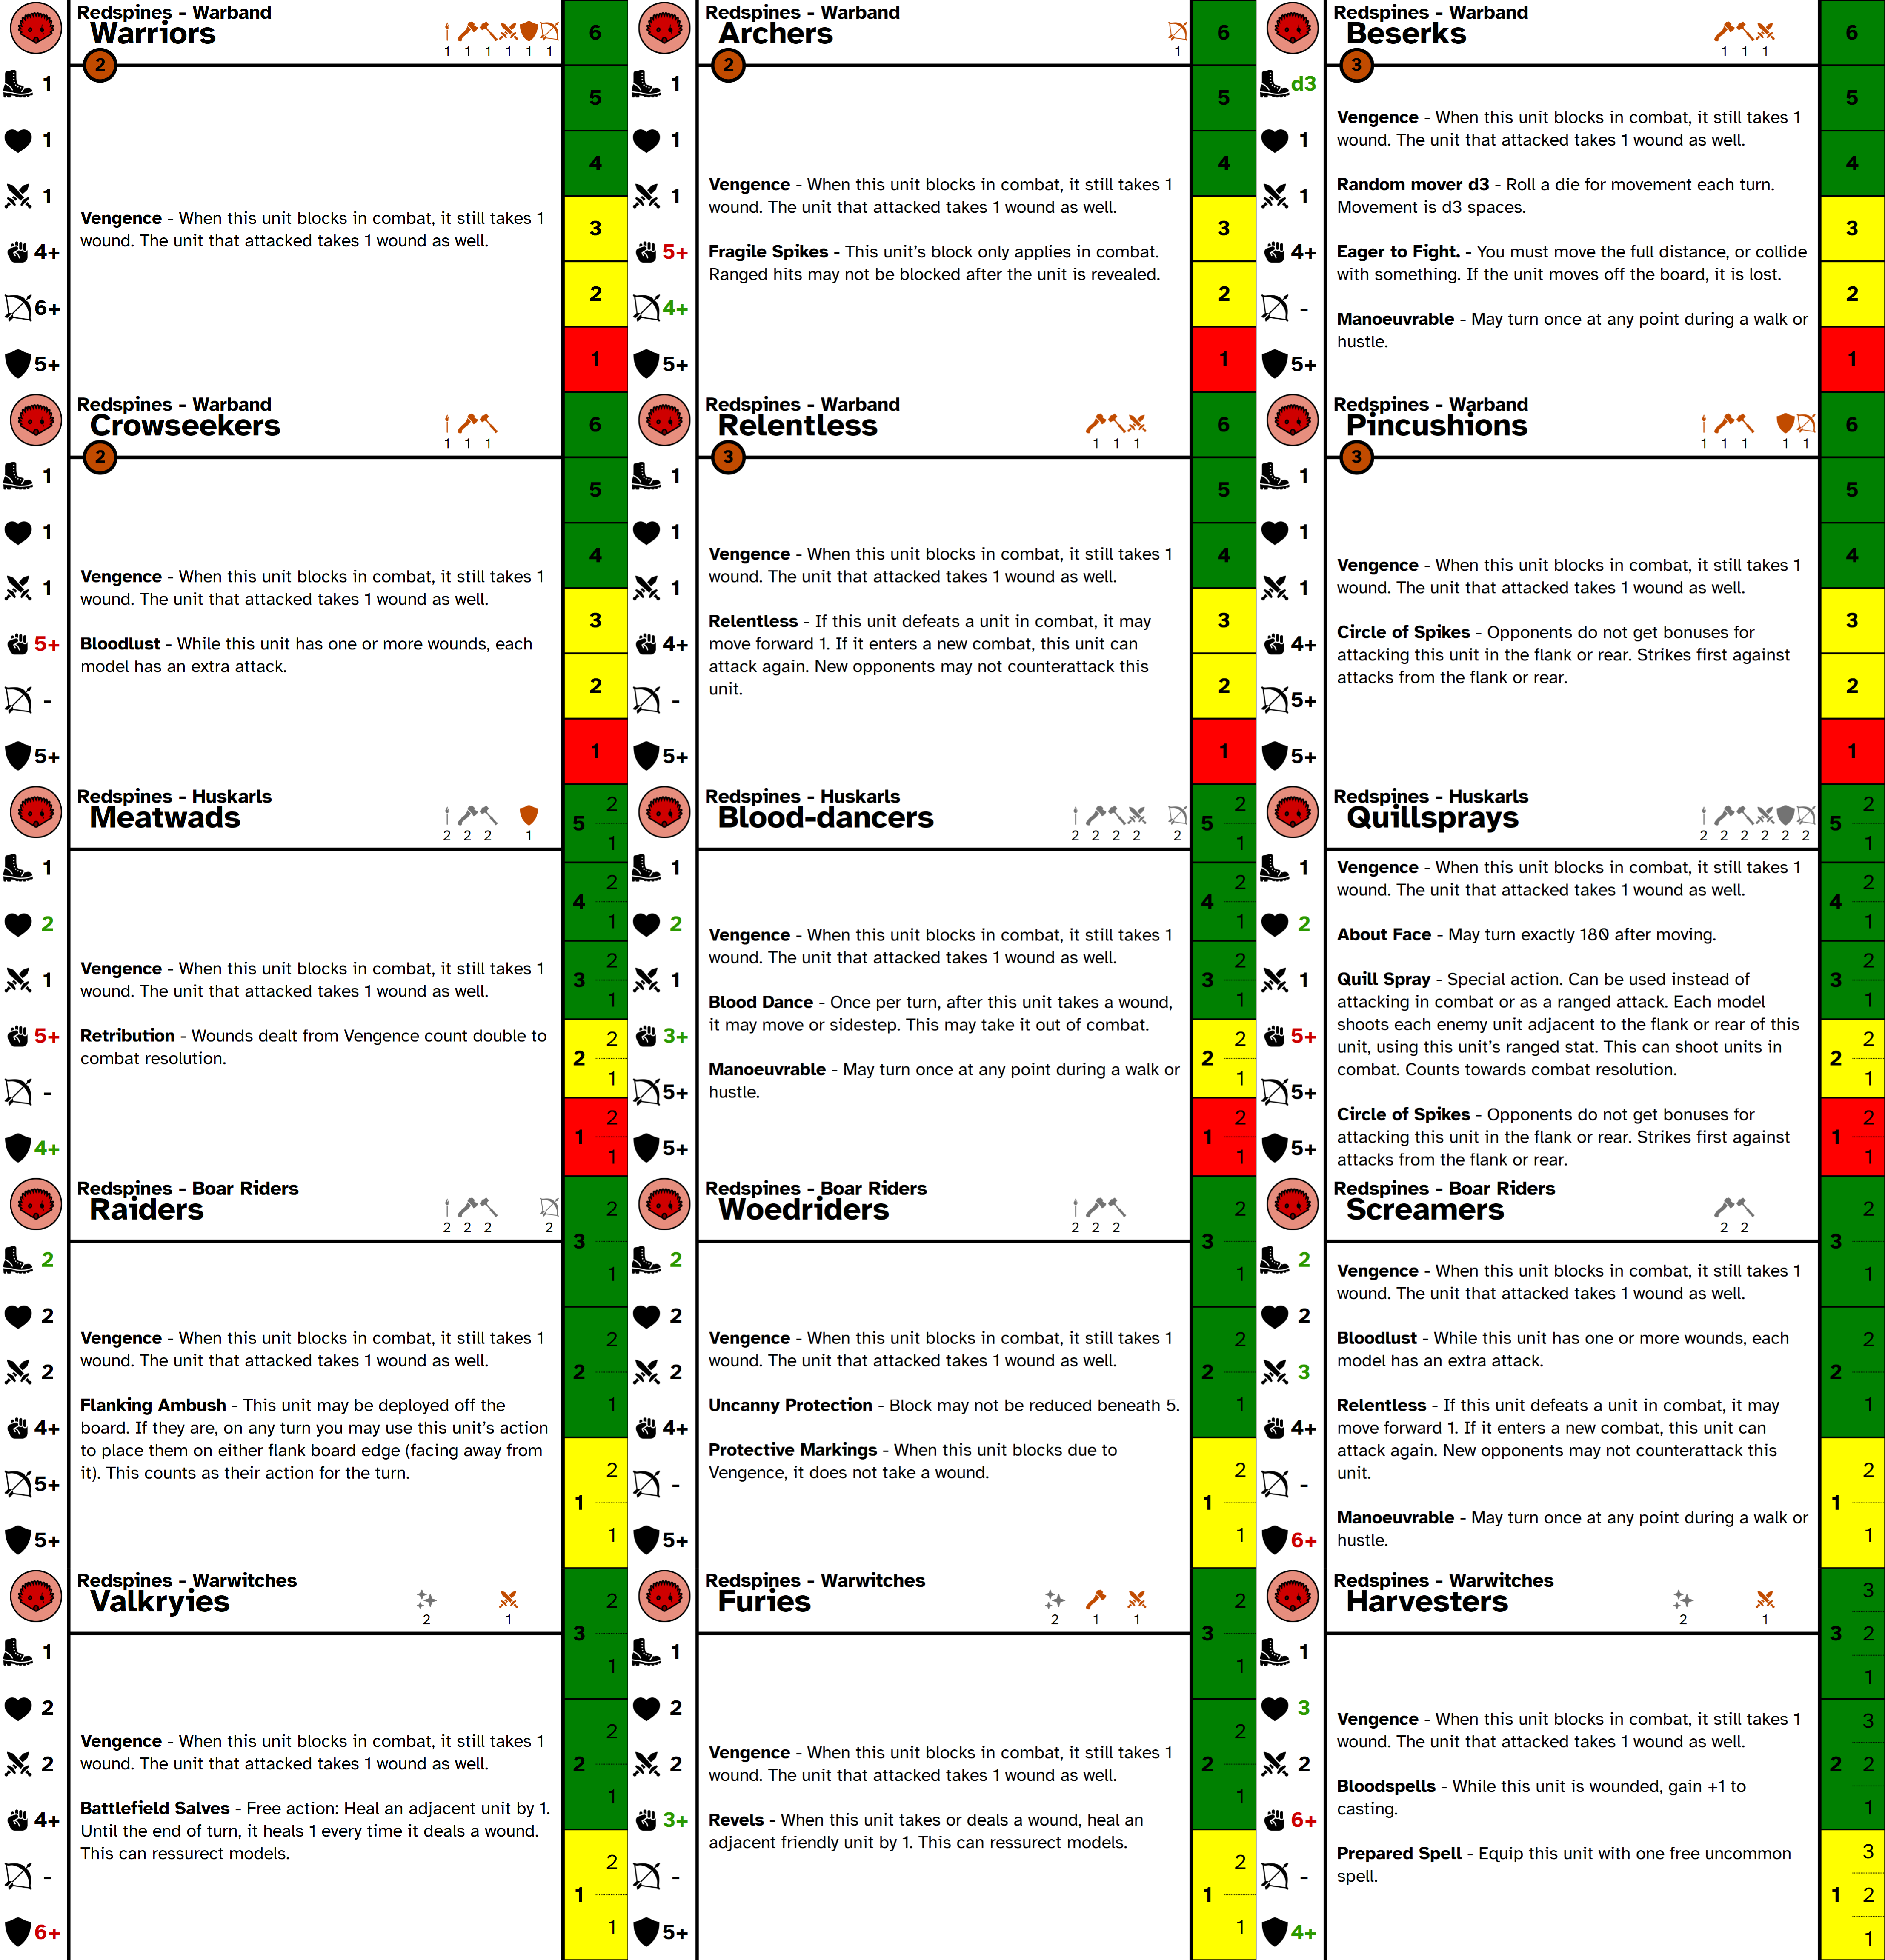 Redspines - Warband
Warriors
1 1 1 1 1 1
2
1
1
1
4+
6+
5+
Vengence - When this unit blocks in combat, it still takes 1
wound. The unit that attacked takes 1 wound as well.
6
5
4
3
2
1
Redspines - Warband
Archers
1
2
1
1
1
5+
4+
5+
Vengence - When this unit blocks in combat, it still takes 1
wound. The unit that attacked takes 1 wound as well.
Fragile Spikes - This unit's block only applies in combat.
Ranged hits may not be blocked after the unit is revealed.
6
5
4
3
2
1
Redspines - Warband
Beserks
1 1 1
3
d3
1
1
4+
-
5+
Vengence - When this unit blocks in combat, it still takes 1
wound. The unit that attacked takes 1 wound as well.
Random mover d3 - Roll a die for movement each turn.
Movement is d3 spaces.
Eager to Fight. - You must move the full distance, or collide
with something. If the unit moves off the board, it is lost.
Manoeuvrable - May turn once at any point during a walk or
hustle.
6
5
4
3
2
1
Redspines - Warband
Crowseekers
1 1 1
2
1
1
1
5+
-
5+
Vengence - When this unit blocks in combat, it still takes 1
wound. The unit that attacked takes 1 wound as well.
Bloodlust - While this unit has one or more wounds, each
model has an extra attack.
6
5
4
3
2
1
Redspines - Warband
Relentless
1 1 1
3
1
1
1
4+
-
5+
Vengence - When this unit blocks in combat, it still takes 1
wound. The unit that attacked takes 1 wound as well.
Relentless - If this unit defeats a unit in combat, it may
move forward 1. If it enters a new combat, this unit can
attack again. New opponents may not counterattack this
unit.
6
5
4
3
2
1
Redspines - Warband
Pincushions
1 1 1 1 1
3
1
1
1
4+
5+
5+
Vengence - When this unit blocks in combat, it still takes 1
wound. The unit that attacked takes 1 wound as well.
Circle of Spikes - Opponents do not get bonuses for
attacking this unit in the flank or rear. Strikes first against
attacks from the flank or rear.
6
5
4
3
2
1
Redspines - Huskarls
Meatwads
2 2 2 1
1
2
1
5+
-
4+
Vengence - When this unit blocks in combat, it still takes 1
wound. The unit that attacked takes 1 wound as well.
Retribution - Wounds dealt from Vengence count double to
combat resolution.
5 2 1
4 2 1
3 2 1
2 2 1
1 2 1
Redspines - Huskarls
Blood-dancers
2 2 2 2 2
1
2
1
3+
5+
5+
Vengence - When this unit blocks in combat, it still takes 1
wound. The unit that attacked takes 1 wound as well.
Blood Dance - Once per turn, after this unit takes a wound,
it may move or sidestep. This may take it out of combat.
Manoeuvrable - May turn once at any point during a walk or
hustle.
5 2 1
4 2 1
3 2 1
2 2 1
1 2 1
Redspines - Huskarls
Quillsprays
2 2 2 2 2 2
1
2
1
5+
5+
5+
Vengence - When this unit blocks in combat, it still takes 1
wound. The unit that attacked takes 1 wound as well.
About Face - May turn exactly 180 after moving.
Quill Spray - Special action. Can be used instead of
attacking in combat or as a ranged attack. Each model
shoots each enemy unit adjacent to the flank or rear of this
unit, using this unit's ranged stat. This can shoot units in
combat. Counts towards combat resolution.
Circle of Spikes - Opponents do not get bonuses for
attacking this unit in the flank or rear. Strikes first against
attacks from the flank or rear.
5 2 1
4 2 1
3 2 1
2 2 1
1 2 1
Redspines - Boar Riders
Raiders
2 2 2 2
2
2
2
4+
5+
5+
Vengence - When this unit blocks in combat, it still takes 1
wound. The unit that attacked takes 1 wound as well.
Flanking Ambush - This unit may be deployed off the
board. If they are, on any turn you may use this unit's action
to place them on either flank board edge (facing away from
it). This counts as their action for the turn.
3 2 1
2 2 1
1 2 1
Redspines - Boar Riders
Woedriders
2 2 2
2
2
2
4+
-
5+
Vengence - When this unit blocks in combat, it still takes 1
wound. The unit that attacked takes 1 wound as well.
Uncanny Protection - Block may not be reduced beneath 5.
Protective Markings - When this unit blocks due to
Vengence, it does not take a wound.
3 2 1
2 2 1
1 2 1
Redspines - Boar Riders
Screamers
2 2
2
2
3
4+
-
6+
Vengence - When this unit blocks in combat, it still takes 1
wound. The unit that attacked takes 1 wound as well.
Bloodlust - While this unit has one or more wounds, each
model has an extra attack.
Relentless - If this unit defeats a unit in combat, it may
move forward 1. If it enters a new combat, this unit can
attack again. New opponents may not counterattack this
unit.
Manoeuvrable - May turn once at any point during a walk or
hustle.
3 2 1
2 2 1
1 2 1
Redspines - Warwitches
Valkryies
2 1
1
2
2
4+
-
6+
Vengence - When this unit blocks in combat, it still takes 1
wound. The unit that attacked takes 1 wound as well.
Battlefield Salves - Free action: Heal an adjacent unit by 1.
Until the end of turn, it heals 1 every time it deals a wound.
This can ressurect models.
3 2 1
2 2 1
1 2 1
Redspines - Warwitches
Furies
2 1 1
1
2
2
3+
-
5+
Vengence - When this unit blocks in combat, it still takes 1
wound. The unit that attacked takes 1 wound as well.
Revels - When this unit takes or deals a wound, heal an
adjacent friendly unit by 1. This can ressurect models.
3 2 1
2 2 1
1 2 1
Redspines - Warwitches
Harvesters
2 1
1
3
2
6+
-
4+
Vengence - When this unit blocks in combat, it still takes 1
wound. The unit that attacked takes 1 wound as well.
Bloodspells - While this unit is wounded, gain +1 to
casting.
Prepared Spell - Equip this unit with one free uncommon
spell.
3 3 2 1
2 3 2 1
1 3 2 1